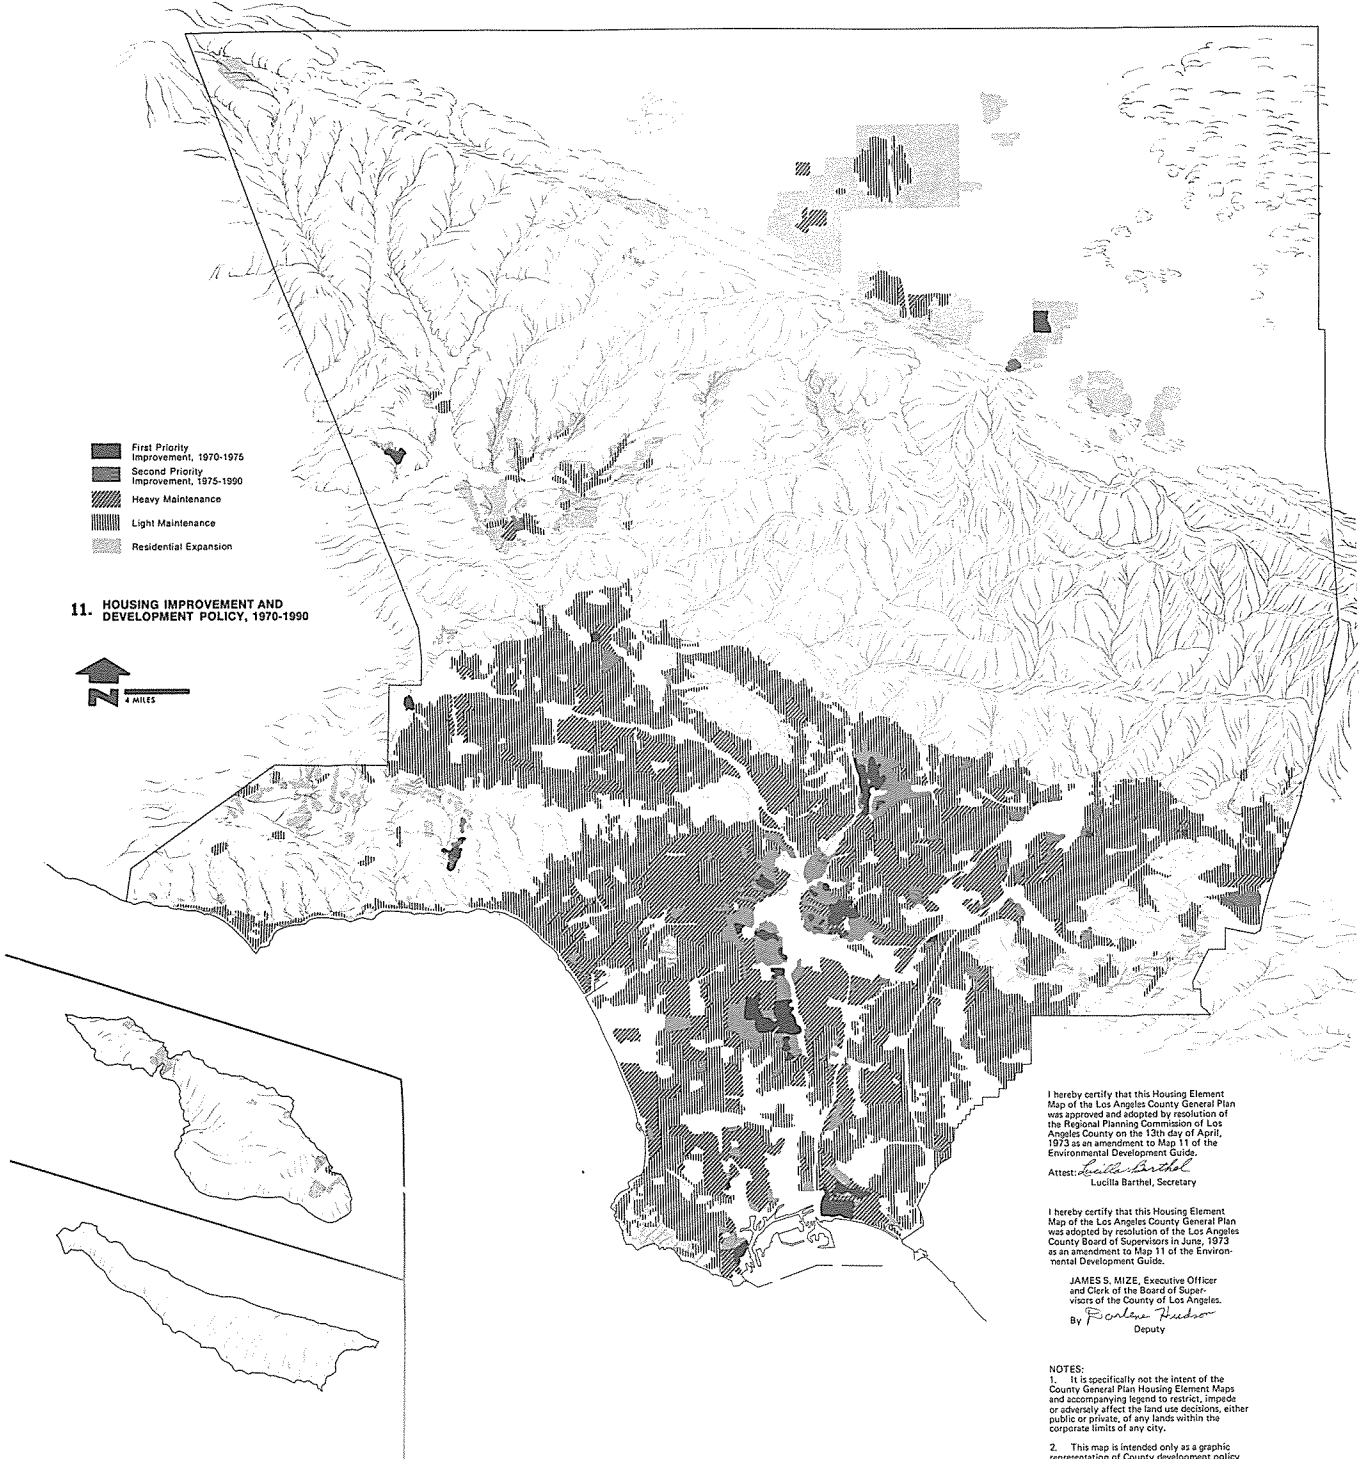 First Priority
Improvement, 1970-1975
Second Priority
Improvement, 1975-1990
Heavy Maintenance
Light Maintenance
Residential Expansion
11. HOUSING IMPROVEMENT AND
DEVELOPMENT POLICY, 1970-1990
N
4 MILES
I hereby certify that this Housing Element
Map of the Los Angeles County General Plan
was approved and adopted by resolution of
the Regional Planning Commission of Los
Angeles County on the 13th day of April,
1973 as an amendment to Map 11 of the
Environmental Development Guide.
Attest: Lucilla Barthel
Lucilla Barthel, Secretary
I hereby certify that this Housing Element
Map of the Los Angeles County General Plan
was adopted by resolution of the Los Angeles
County Board of Supervisors in June, 1973
as an amendment to Map 11 of the Environ-
mental Development Guide.
JAMES S. MIZE, Executive Officer
and Clerk of the Board of Super-
visors of the County of Los Angeles.
By Darlene Hudson
Deputy
NOTES:
1. It is specifically not the intent of the
County General Plan Housing Element Maps
and accompanying legend to restrict, impede
or adversely affect the land use decisions, either
public or private, of any lands within the
corporate limits of any city.
2. This map is intended only as a graphic
representation of County development policy